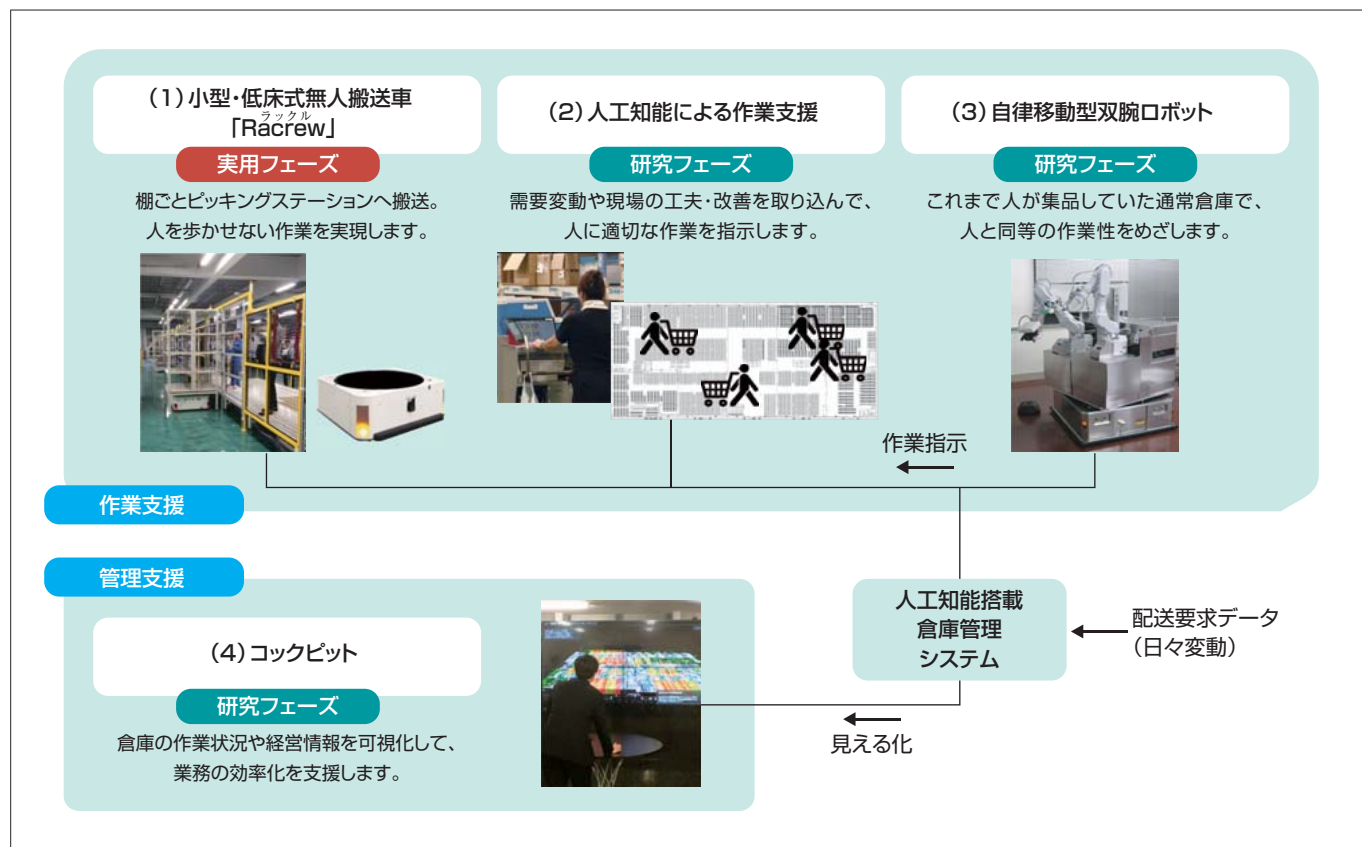 (1)小型・低床式無人搬送車
ラックル
「Racrew」
実用フェーズ
棚ごとピッキングステーションへ搬送。
人を歩かせない作業を実現します。
(2)人工知能による作業支援
研究フェーズ
需要変動や現場の工夫・改善を取り込んで、
人に適切な作業を指示します。
(3)自律移動型双腕ロボット
研究フェーズ
これまで人が集品していた通常倉庫で、
人と同等の作業性をめざします。
作業指示
作業支援
管理支援
(4)コックピット
研究フェーズ
倉庫の作業状況や経営情報を可視化して、
業務の効率化を支援します。
人工知能搭載
倉庫管理
システム
配送要求データ
(日々変動)
見える化